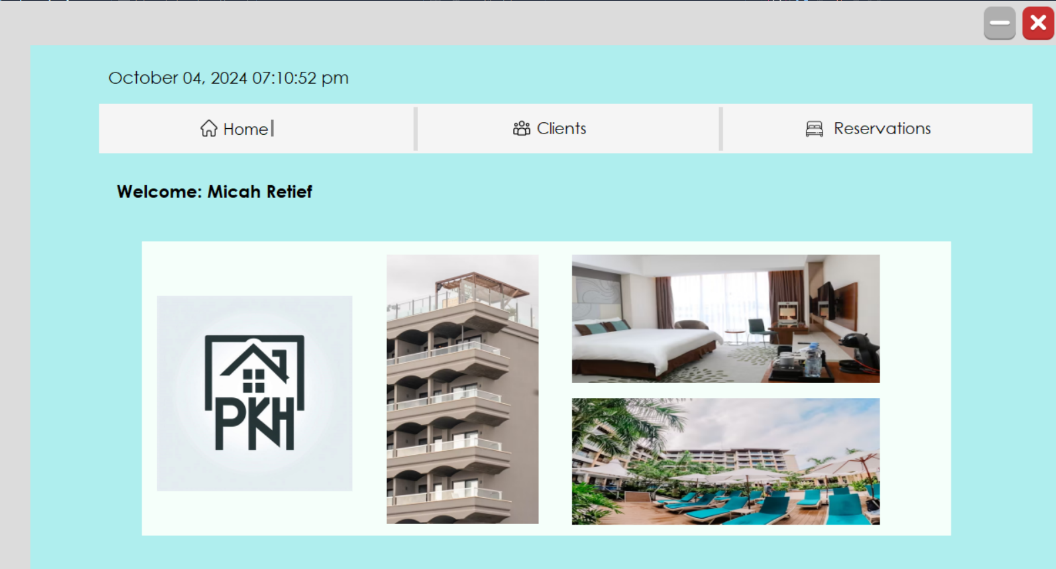 October 04, 2024 07:10:52 pm
Home
Clients
Reservations
Welcome: Micah Retief
PKH